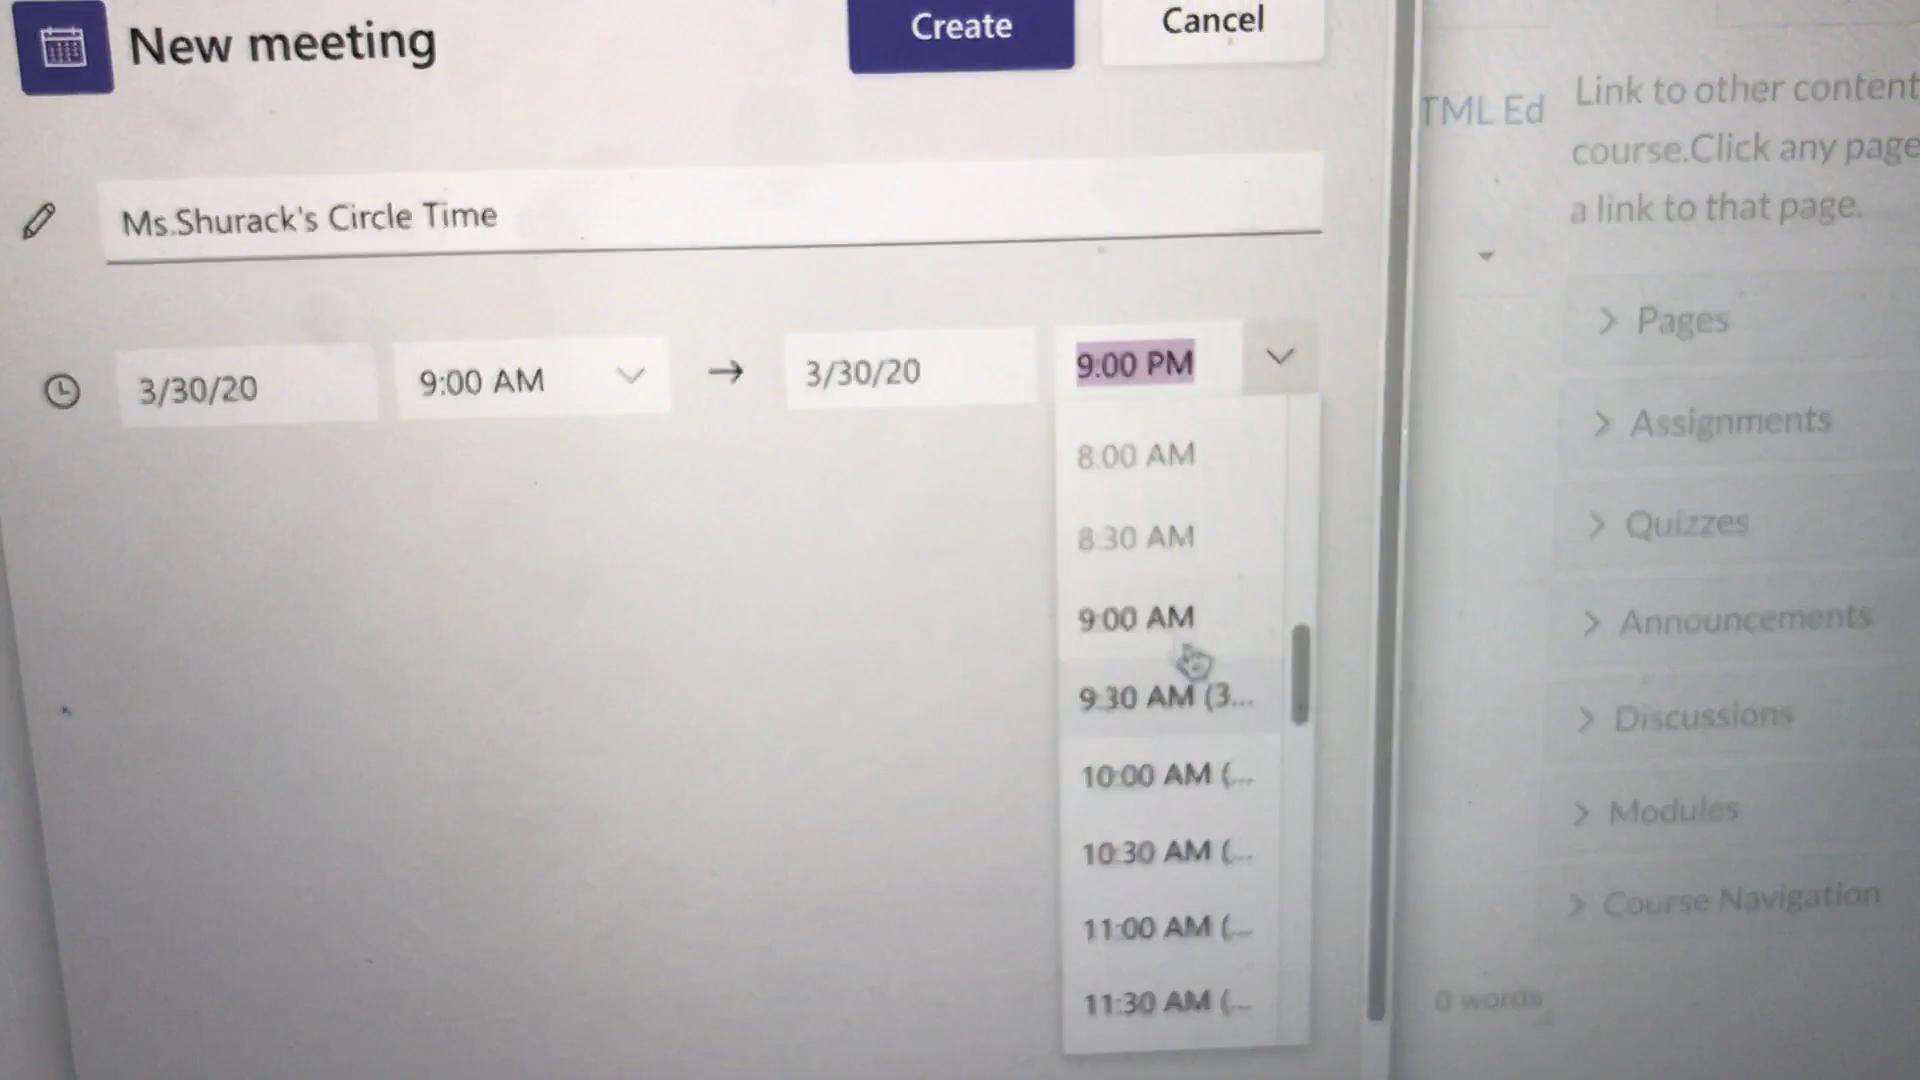 New meeting
Create
Cancel
Ms.Shurack's Circle Time
3/30/20
9:00 AM
3/30/20
9:00 PM
8:00 AM
8:30 AM
9:00 AM
9:30 AM (3...
10:00 AM (...
10:30 AM (...
11:00 AM (...
11:30 AM (...
TML Ed
Link to other content
course.Click any page
a link to that page.
Pages
Assignments
Quizzes
Announcements
Discussions
Modules
Course Navigation
0 words